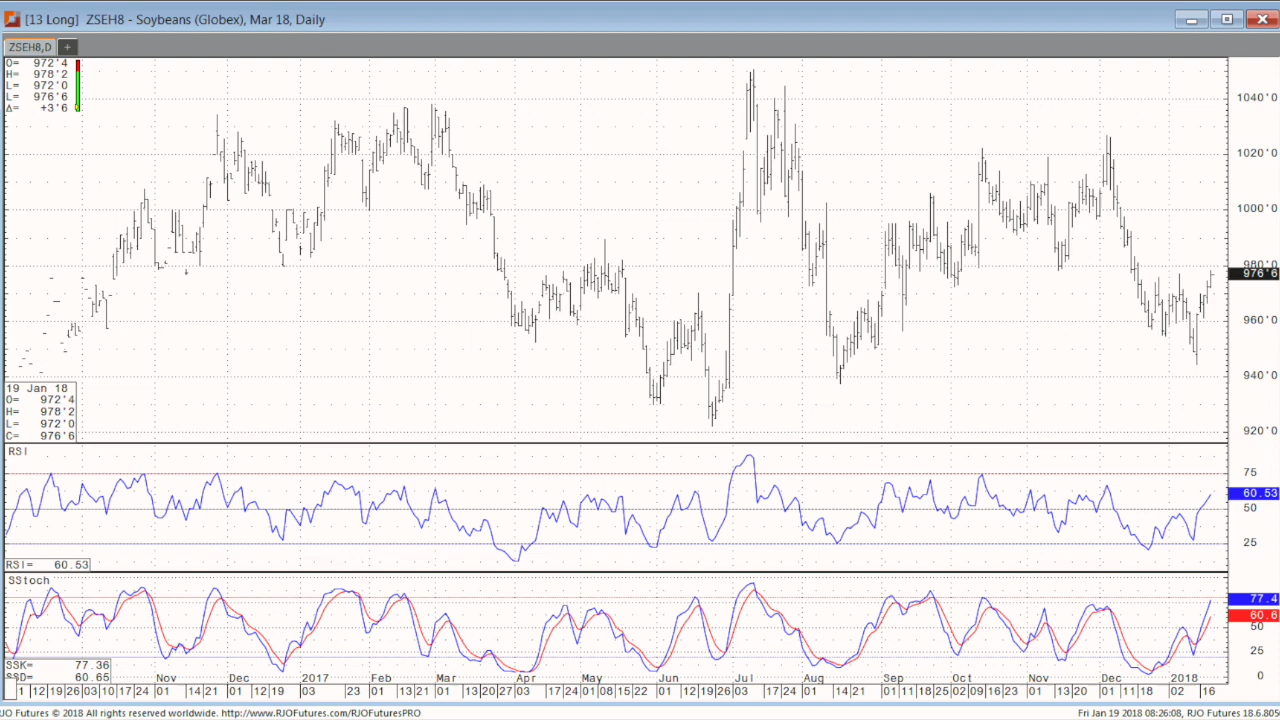 [13 Long] ZSEH8 - Soybeans (Globex), Mar 18, Daily
ZSEH8,D +
O= 972'4
H= 978'2
L= 972'0
L= 976'6
Δ= +3'6
1040'0
1020'0
1000'0
980'0
976'6
960'0
940'0
920'0
19 Jan 18
O= 972'4
H= 978'2
L= 972'0
C= 976'6
RSI
75
60.53
50
25
RSI= 60.53
SStoch
77.4
60.6
50
25
0
SSK= 77.36
SSD= 60.65
Nov Dec 2017 Feb Mar Apr May Jun Jul Aug Sep Oct Nov Dec 2018
1 12 19 26 03 10 17 24 01 14 21 01 12 19 03 23 01 13 21 01 13 20 27 03 17 24 01 08 15 22 01 12 19 26 03 17 24 01 14 21 01 11 18 25 02 09 16 23 01 13 20 01 11 18 02 16
RJO Futures © 2018 All rights reserved worldwide. http://www.RJOFutures.com/RJOFuturesPRO
Fri Jan 19 2018 08:26:08, RJO Futures 18.6.805